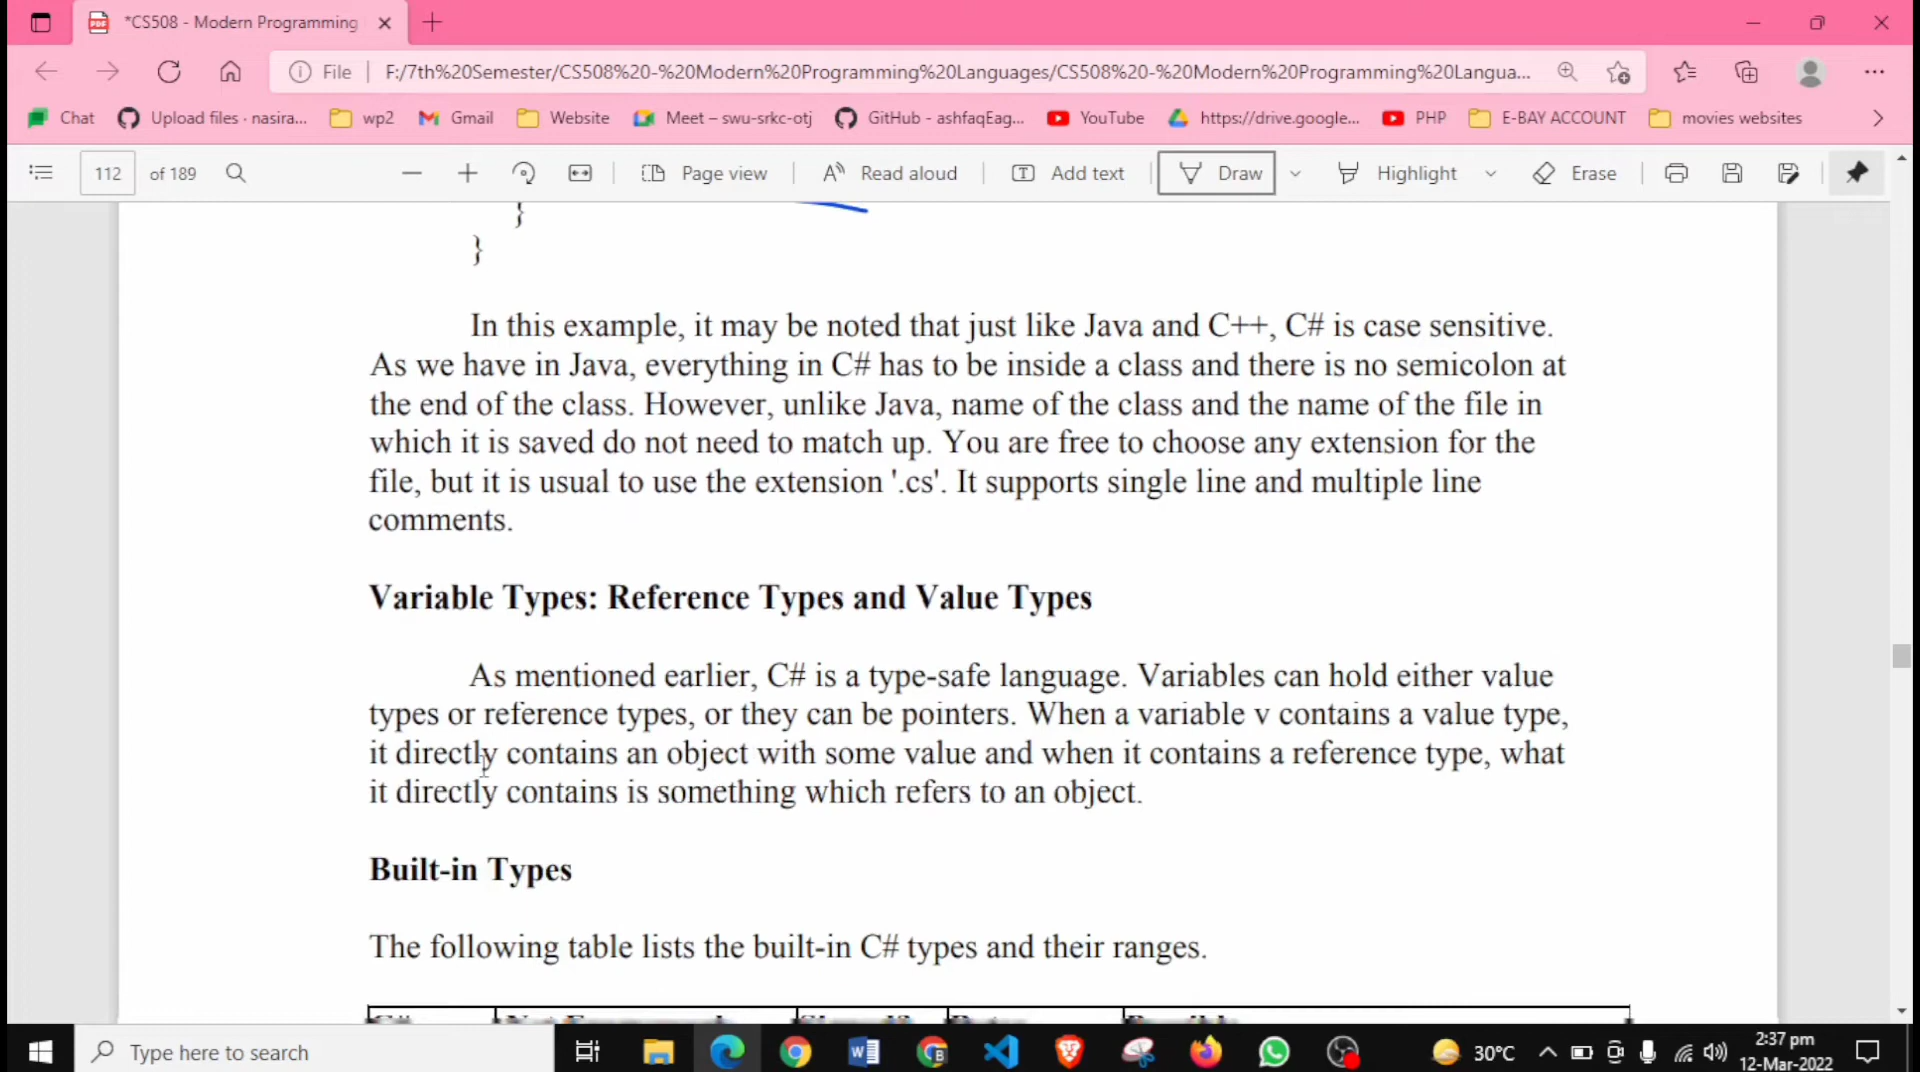 *CS508 - Modern Programming
File F:/7th%20Semester/CS508%20-%20Modern%20Programming%20Languages/CS508%20-%20Modern%20Programming%20Langua...
Chat Upload files · nasira... wp2 Gmail Website Meet – swu-srkc-otj GitHub - ashfaqEag... YouTube https://drive.google... PHP E-BAY ACCOUNT movies websites
112 of 189 Page view Read aloud Add text Draw Highlight Erase
}
}
In this example, it may be noted that just like Java and C++, C# is case sensitive.
As we have in Java, everything in C# has to be inside a class and there is no semicolon at
the end of the class. However, unlike Java, name of the class and the name of the file in
which it is saved do not need to match up. You are free to choose any extension for the
file, but it is usual to use the extension '.cs'. It supports single line and multiple line
comments.
Variable Types: Reference Types and Value Types
As mentioned earlier, C# is a type-safe language. Variables can hold either value
types or reference types, or they can be pointers. When a variable v contains a value type,
it directly contains an object with some value and when it contains a reference type, what
it directly contains is something which refers to an object.
Built-in Types
The following table lists the built-in C# types and their ranges.
Type here to search
30°C
2:37 pm
12-Mar-2022